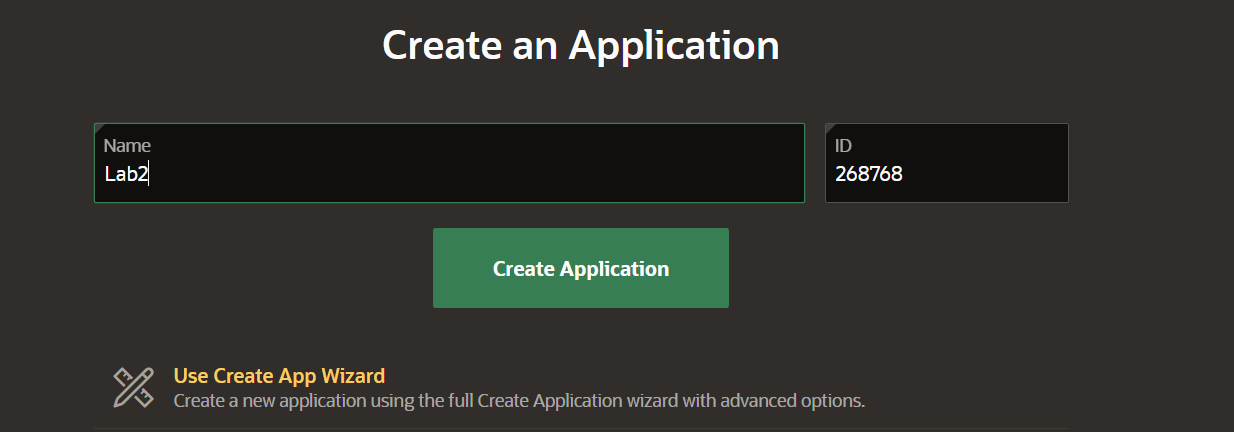 Create an Application
Name
Lab2
ID
268768
Create Application
Use Create App Wizard
Create a new application using the full Create Application wizard with advanced options.